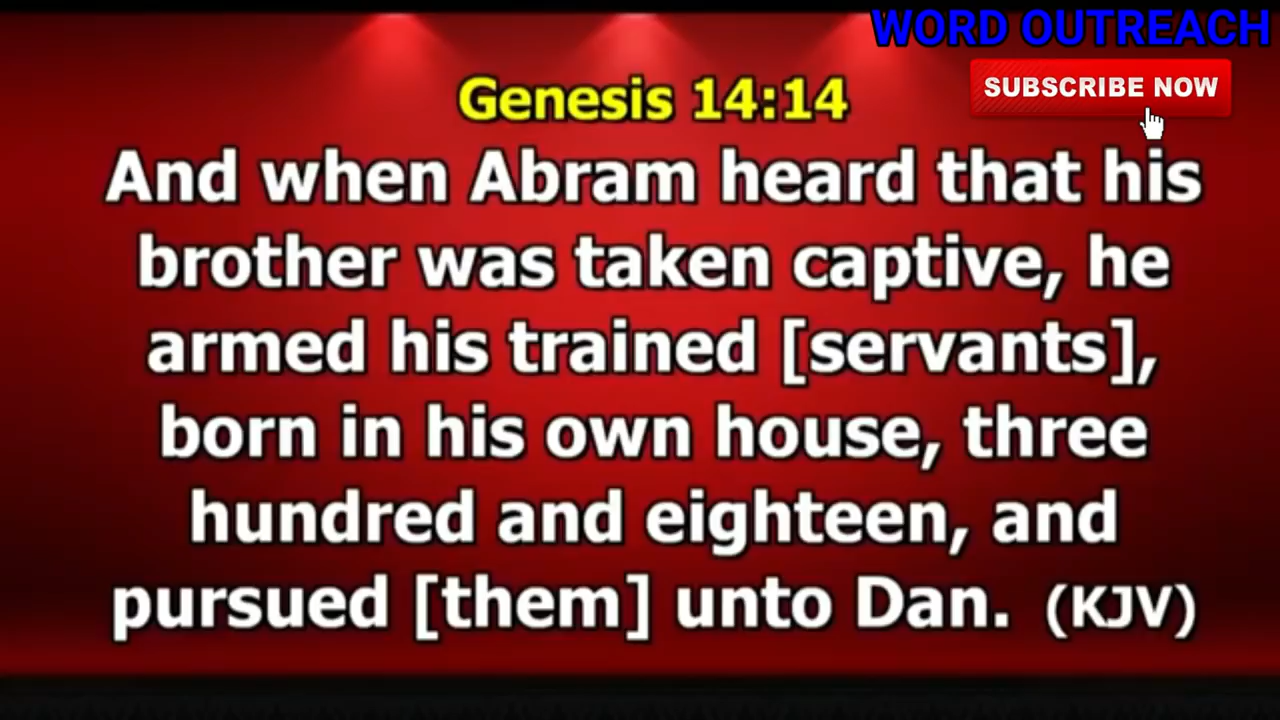 WORD OUTREACH
SUBSCRIBE NOW
Genesis 14:14
And when Abram heard that his
brother was taken captive, he
armed his trained [servants],
born in his own house, three
hundred and eighteen, and
pursued [them] unto Dan. (KJV)